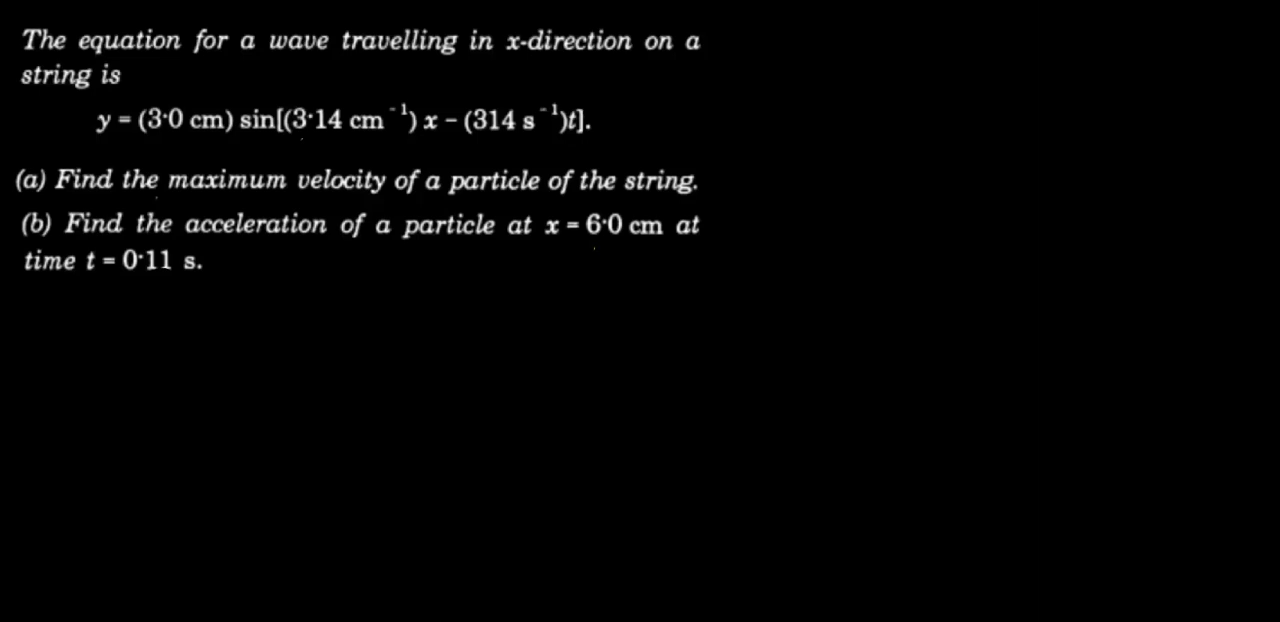 The equation for a wave travelling in x-direction on a
string is
y = (3·0 cm) sin[(3·14 cm⁻¹) x − (314 s⁻¹)t].
(a) Find the maximum velocity of a particle of the string.
(b) Find the acceleration of a particle at x = 6·0 cm at
time t = 0·11 s.